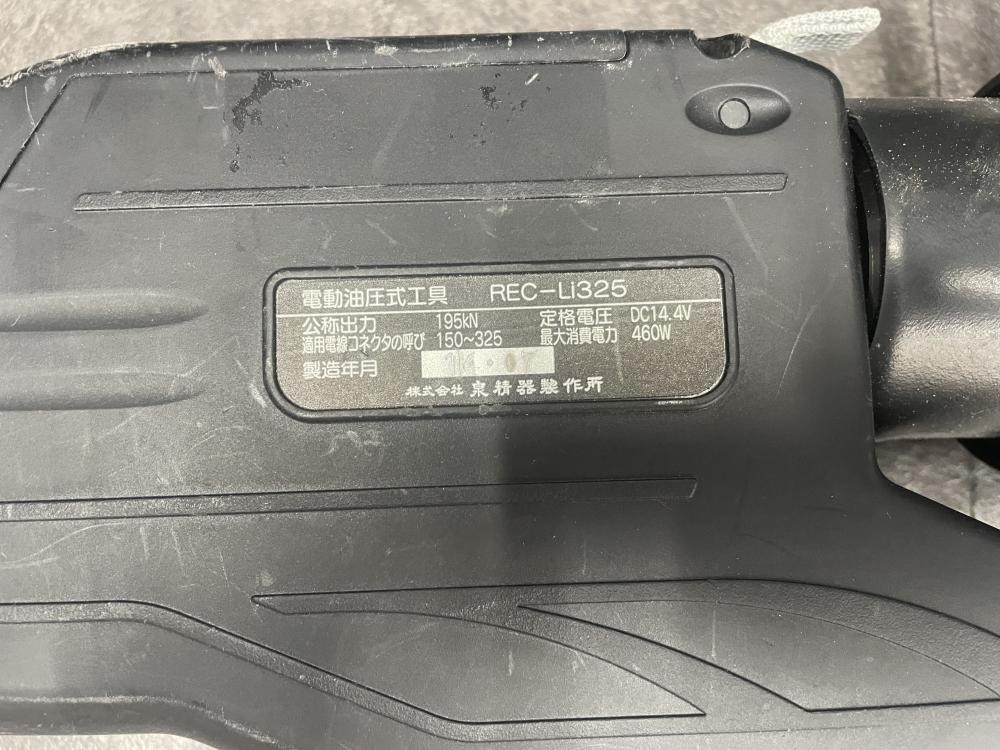 電動油圧式工具 REC-Li325
公称出力 195kN 定格電圧 DC14.4V
適用電線コネクタの呼び 150~325 最大消費電力 460W
製造年月
株式会社 泉精器製作所